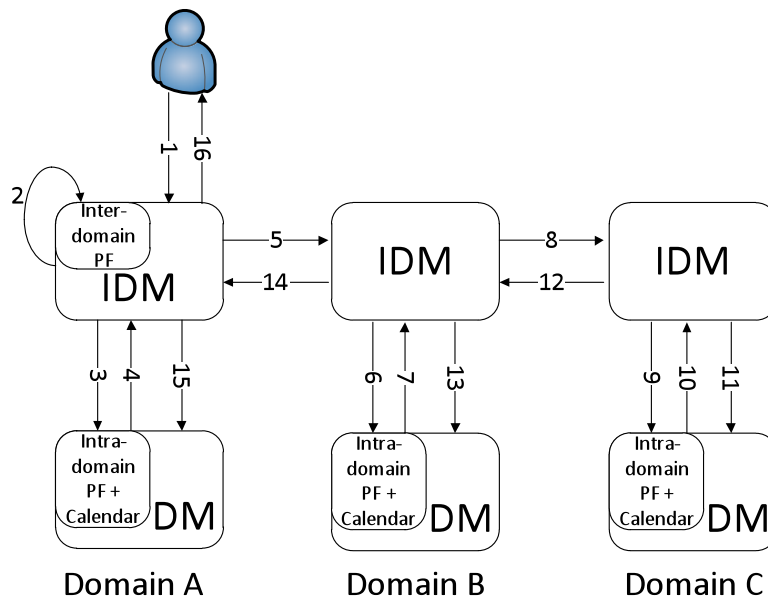 1
16
2
Inter-
domain
PF
IDM
5
14
IDM
8
12
IDM
3
4
15
6
7
13
9
10
11
Intra-
domain
PF +
Calendar
DM
Intra-
domain
PF +
Calendar
DM
Intra-
domain
PF +
Calendar
DM
Domain A
Domain B
Domain C